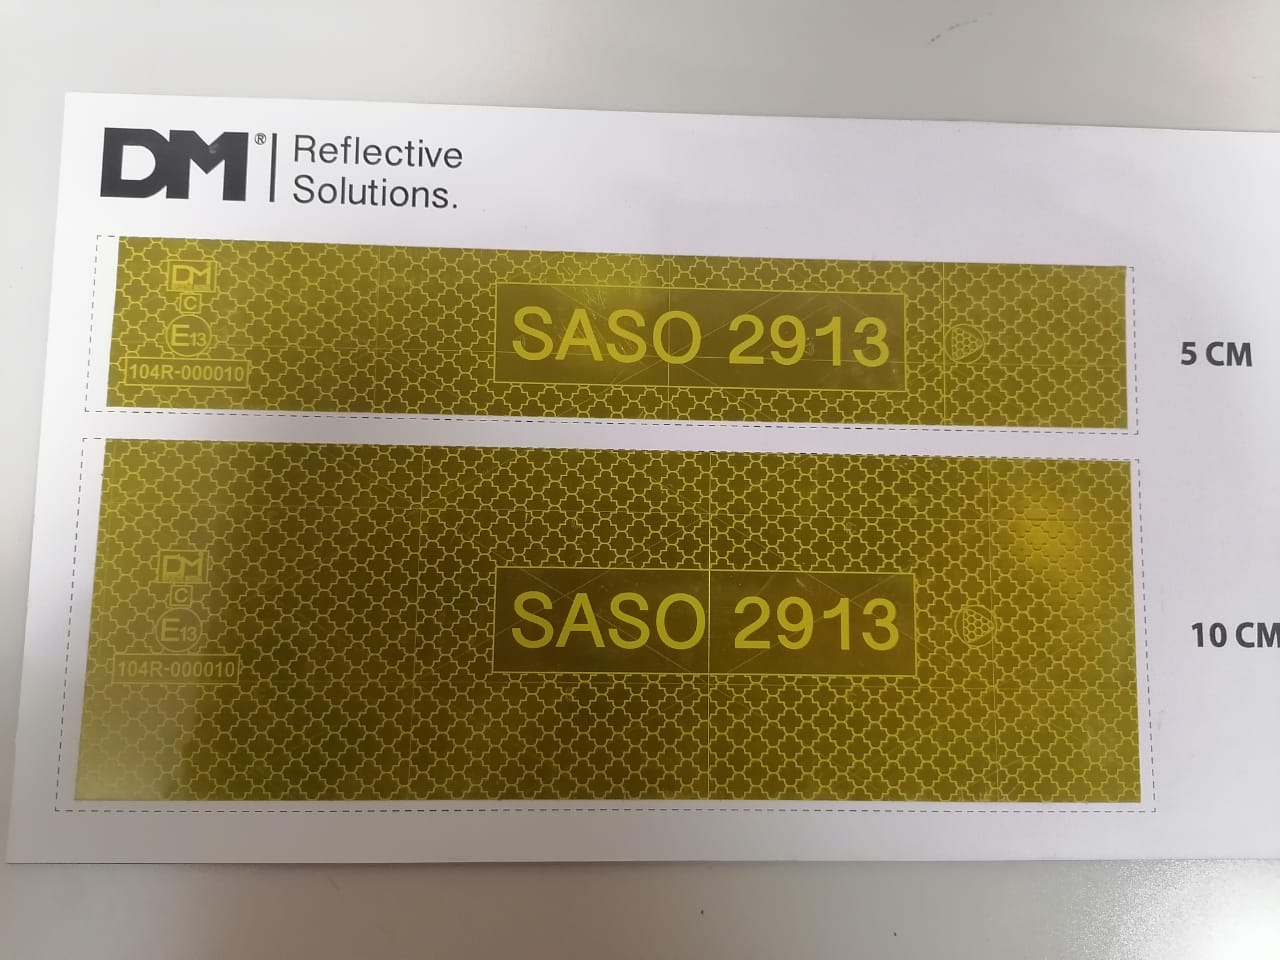 DM® | Reflective
Solutions.
DM
C
E13
104R-000010
SASO 2913
5 CM
DM
C
E13
104R-000010
SASO 2913
10 CM